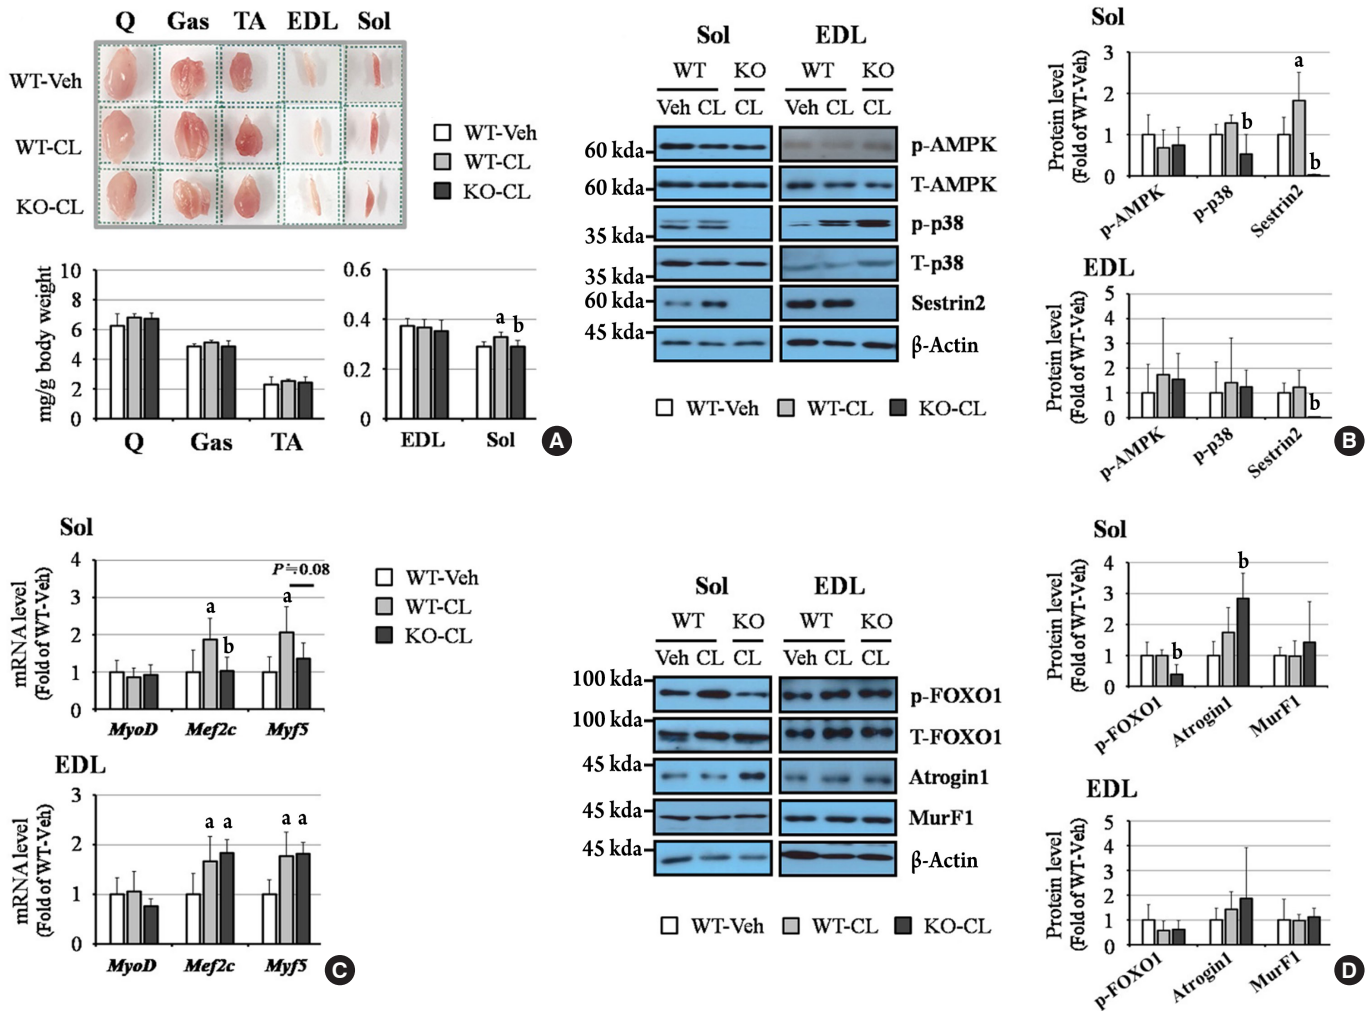 Q Gas TA EDL Sol
WT-Veh
WT-CL
KO-CL
WT-Veh
WT-CL
KO-CL
mg/g body weight
10
8
6
4
2
0
Q Gas TA
0.6
0.4
0.2
0
a b
EDL Sol
A
Sol EDL
WT KO WT KO
Veh CL CL Veh CL CL
60 kda p-AMPK
60 kda T-AMPK
35 kda p-p38
35 kda T-p38
60 kda Sestrin2
45 kda β-Actin
WT-Veh WT-CL KO-CL
Sol
Protein level
(Fold of WT-Veh)
3
2
1
0
b a b
p-AMPK p-p38 Sestrin2
EDL
Protein level
(Fold of WT-Veh)
5
4
3
2
1
0
b
p-AMPK p-p38 Sestrin2
B
Sol
mRNA level
(Fold of WT-Veh)
4
3
2
1
0
P≒0.08
a b a
MyoD Mef2c Myf5
WT-Veh
WT-CL
KO-CL
EDL
mRNA level
(Fold of WT-Veh)
3
2
1
0
a a a a
MyoD Mef2c Myf5
C
Sol EDL
WT KO WT KO
Veh CL CL Veh CL CL
100 kda p-FOXO1
100 kda T-FOXO1
45 kda Atrogin1
45 kda MurF1
45 kda β-Actin
WT-Veh WT-CL KO-CL
Sol
Protein level
(Fold of WT-Veh)
4
3
2
1
0
b b
p-FOXO1 Atrogin1 MurF1
EDL
Protein level
(Fold of WT-Veh)
5
4
3
2
1
0
p-FOXO1 Atrogin1 MurF1
D